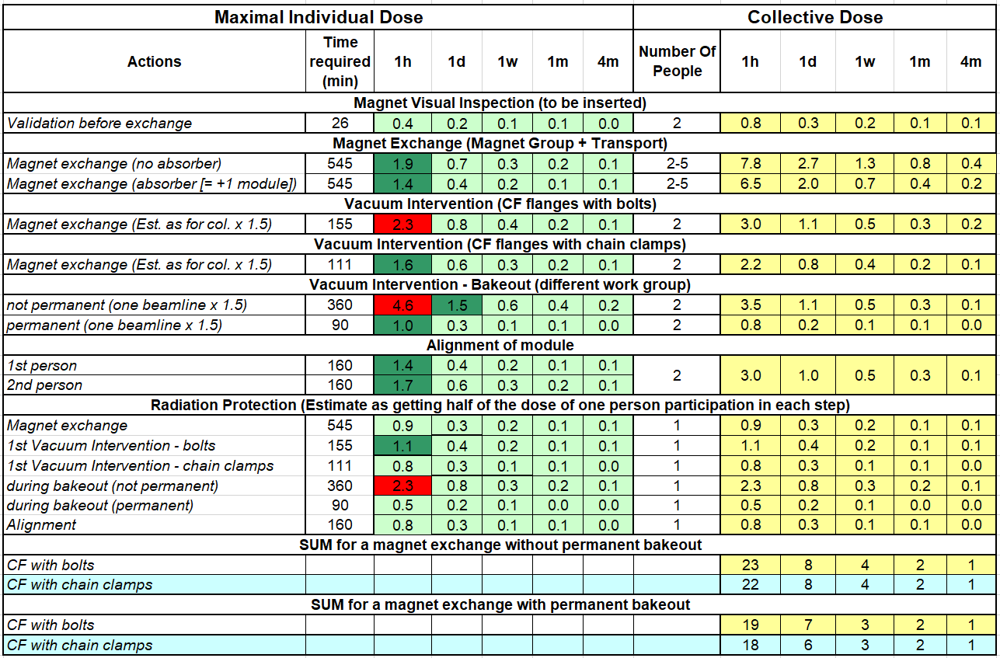 Maximal Individual Dose Collective Dose
Actions Time required (min) 1h 1d 1w 1m 4m Number Of People 1h 1d 1w 1m 4m
Magnet Visual Inspection (to be inserted)
Validation before exchange 26 0.4 0.2 0.1 0.1 0.0 2 0.8 0.3 0.2 0.1 0.1
Magnet Exchange (Magnet Group + Transport)
Magnet exchange (no absorber) 545 1.9 0.7 0.3 0.2 0.1 2-5 7.8 2.7 1.3 0.8 0.4
Magnet exchange (absorber [= +1 module]) 545 1.4 0.4 0.2 0.1 0.1 2-5 6.5 2.0 0.7 0.4 0.2
Vacuum Intervention (CF flanges with bolts)
Magnet exchange (Est. as for col. x 1.5) 155 2.3 0.8 0.4 0.2 0.1 2 3.0 1.1 0.5 0.3 0.2
Vacuum Intervention (CF flanges with chain clamps)
Magnet exchange (Est. as for col. x 1.5) 111 1.6 0.6 0.3 0.2 0.1 2 2.2 0.8 0.4 0.2 0.1
Vacuum Intervention - Bakeout (different work group)
not permanent (one beamline x 1.5) 360 4.6 1.5 0.6 0.4 0.2 2 3.5 1.1 0.5 0.3 0.1
permanent (one beamline x 1.5) 90 1.0 0.3 0.1 0.1 0.0 2 0.8 0.2 0.1 0.1 0.0
Alignment of module
1st person 160 1.4 0.4 0.2 0.1 0.1 2 3.0 1.0 0.5 0.3 0.1
2nd person 160 1.7 0.6 0.3 0.2 0.1
Radiation Protection (Estimate as getting half of the dose of one person participation in each step)
Magnet exchange 545 0.9 0.3 0.2 0.1 0.1 1 0.9 0.3 0.2 0.1 0.1
1st Vacuum Intervention - bolts 155 1.1 0.4 0.2 0.1 0.1 1 1.1 0.4 0.2 0.1 0.1
1st Vacuum Intervention - chain clamps 111 0.8 0.3 0.1 0.1 0.0 1 0.8 0.3 0.1 0.1 0.0
during bakeout (not permanent) 360 2.3 0.8 0.3 0.2 0.1 1 2.3 0.8 0.3 0.2 0.1
during bakeout (permanent) 90 0.5 0.2 0.1 0.0 0.0 1 0.5 0.2 0.1 0.0 0.0
Alignment 160 0.8 0.3 0.1 0.1 0.0 1 0.8 0.3 0.1 0.1 0.0
SUM for a magnet exchange without permanent bakeout
CF with bolts 23 8 4 2 1
CF with chain clamps 22 8 4 2 1
SUM for a magnet exchange with permanent bakeout
CF with bolts 19 7 3 2 1
CF with chain clamps 18 6 3 2 1